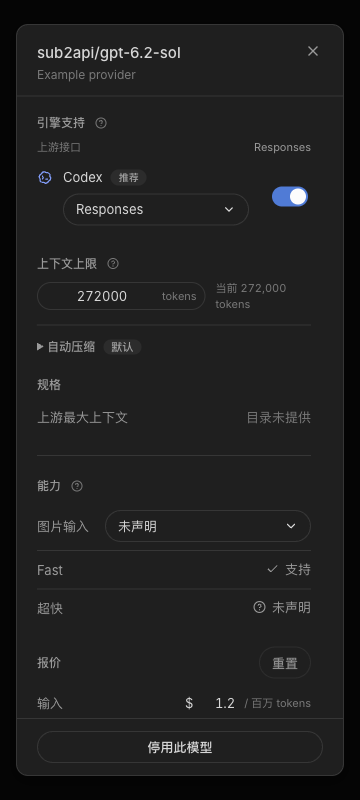 sub2api/gpt-6.2-sol
Example provider
引擎支持
上游接口 Responses
Codex 推荐
Responses
上下文上限
272000 tokens
当前 272,000
tokens
自动压缩 默认
规格
上游最大上下文 目录未提供
能力
图片输入 未声明
Fast 支持
超快 未声明
报价 重置
输入 $ 1.2 / 百万 tokens
停用此模型